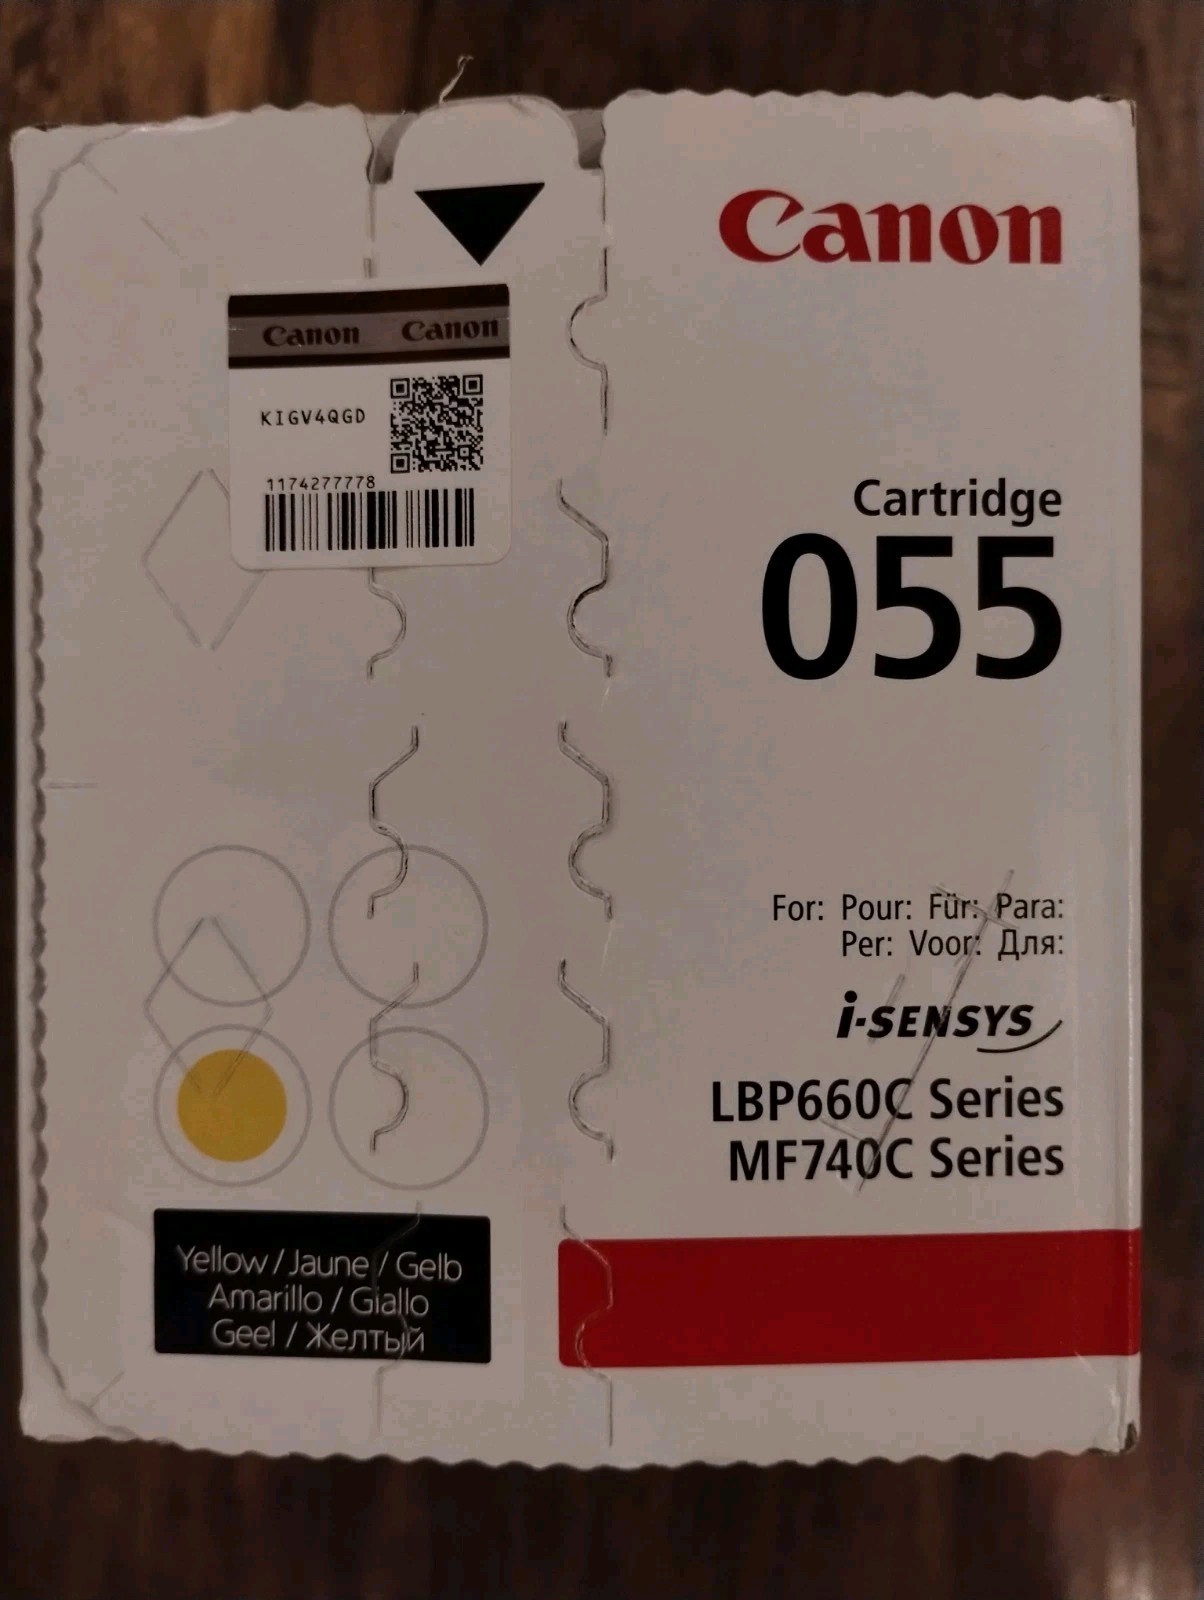 Canon
Canon Canon
KIGV4QGD
1174277778
Cartridge
055
For: Pour: Für: Para:
Per: Voor: Для:
i-SENSYS
LBP660C Series
MF740C Series
Yellow / Jaune / Gelb
Amarillo / Giallo
Geel / Желтый